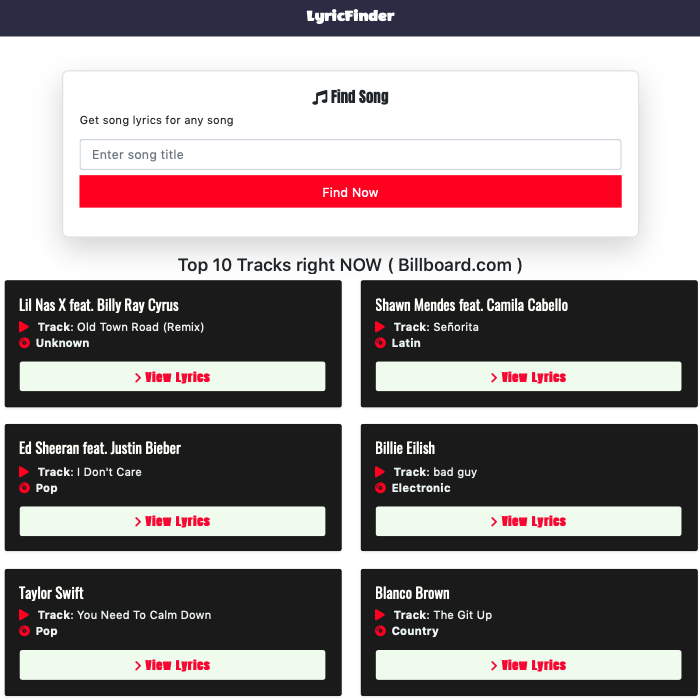 LyricFinder
Find Song
Get song lyrics for any song
Enter song title
Find Now
Top 10 Tracks right NOW ( Billboard.com )
Lil Nas X feat. Billy Ray Cyrus
Track: Old Town Road (Remix)
Unknown
View Lyrics
Shawn Mendes feat. Camila Cabello
Track: Señorita
Latin
View Lyrics
Ed Sheeran feat. Justin Bieber
Track: I Don't Care
Pop
View Lyrics
Billie Eilish
Track: bad guy
Electronic
View Lyrics
Taylor Swift
Track: You Need To Calm Down
Pop
View Lyrics
Blanco Brown
Track: The Git Up
Country
View Lyrics